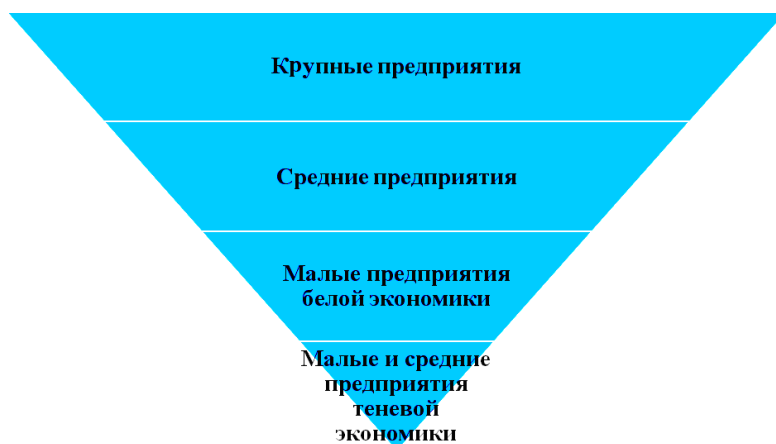 Крупные предприятия
Средние предприятия
Малые предприятия
белой экономики
Малые и средние
предприятия
теневой
экономики